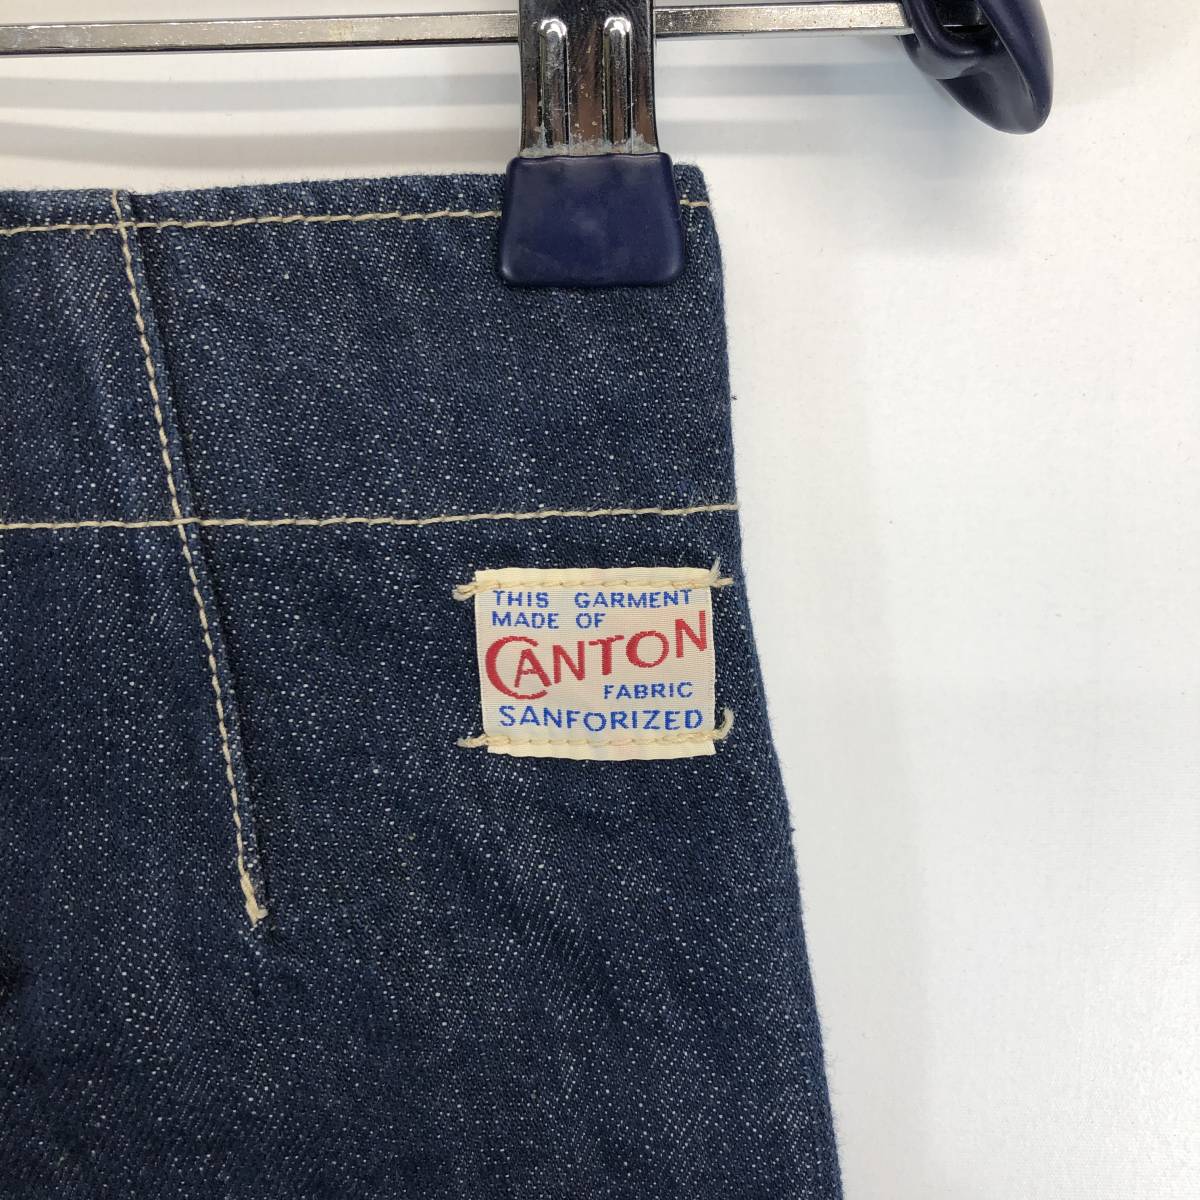 THIS GARMENT
MADE OF
CANTON
FABRIC
SANFORIZED